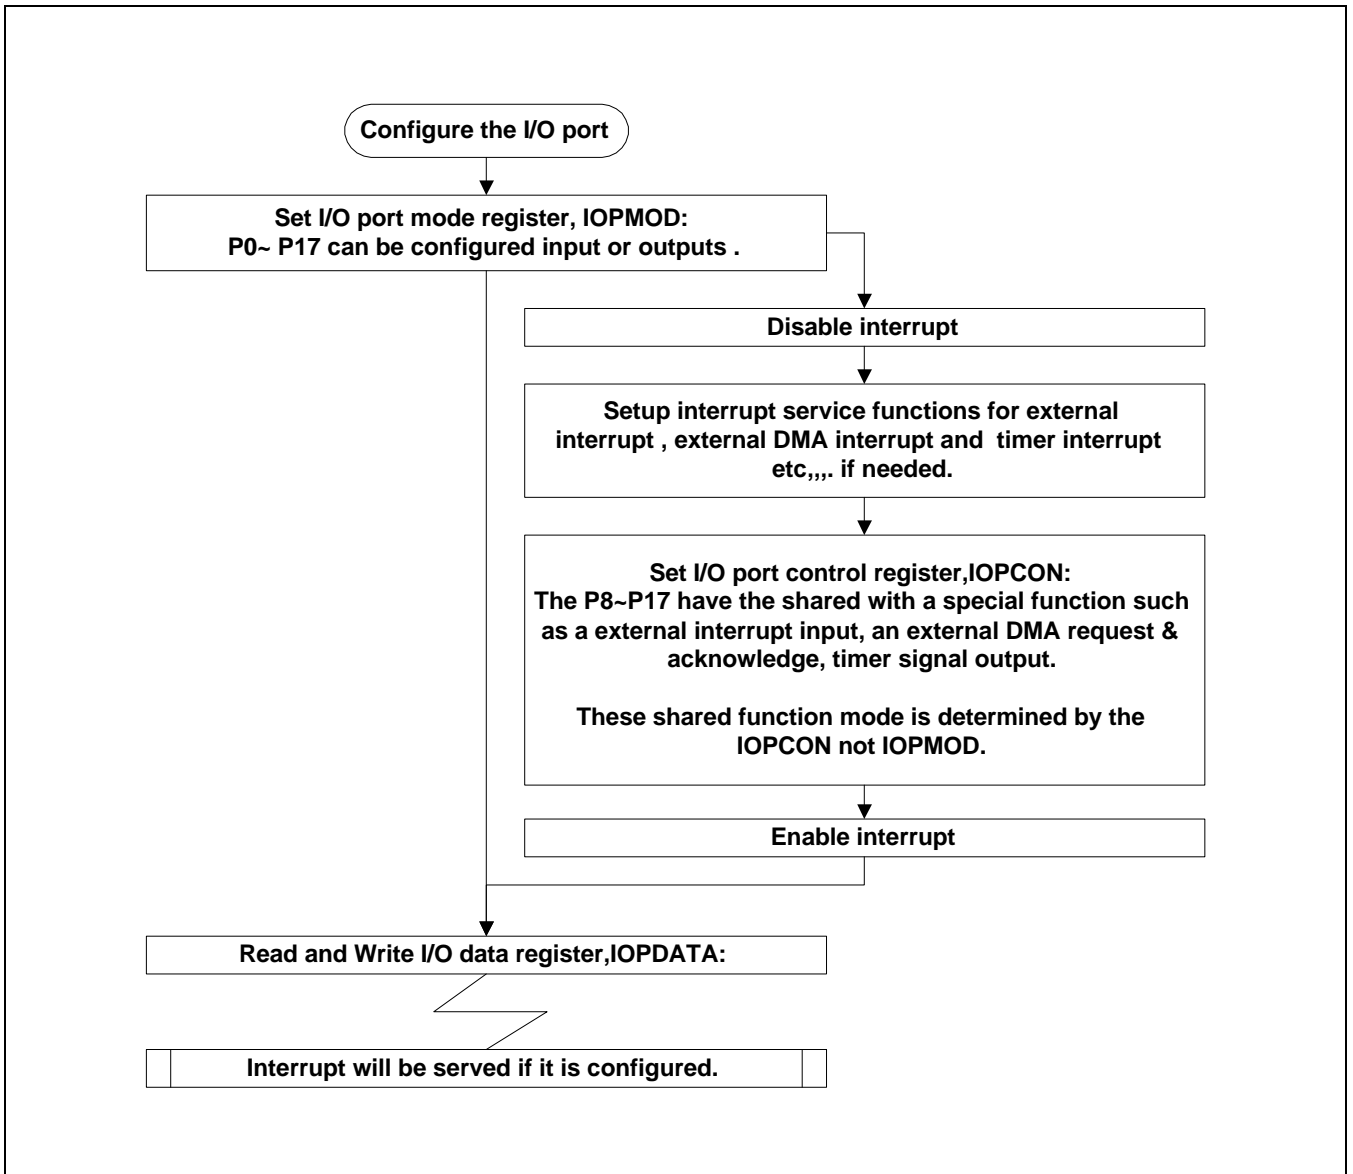 Configure the I/O port
Set I/O port mode register, IOPMOD:
P0~ P17 can be configured input or outputs .
Disable interrupt
Setup interrupt service functions for external
interrupt , external DMA interrupt and  timer interrupt
etc,,,. if needed.
Set I/O port control register,IOPCON:
The P8~P17 have the shared with a special function such
as a external interrupt input, an external DMA request &
acknowledge, timer signal output.
These shared function mode is determined by the
IOPCON not IOPMOD.
Enable interrupt
Read and Write I/O data register,IOPDATA:
Interrupt will be served if it is configured.